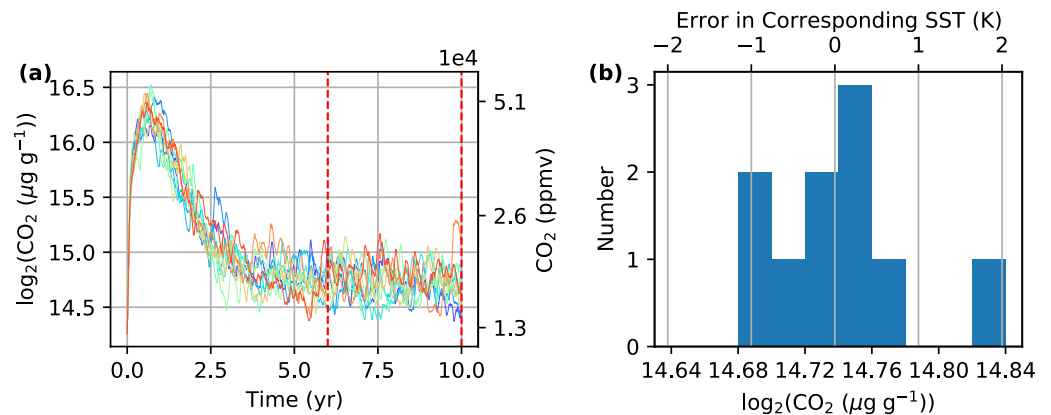 (a)
1e4
16.5
16.0
15.5
15.0
14.5
log₂(CO₂ (μg g⁻¹))
5.1
2.6
1.3
CO₂ (ppmv)
0.0 2.5 5.0 7.5 10.0
Time (yr)
Error in Corresponding SST (K)
−2 −1 0 1 2
(b)
3
2
1
0
Number
14.64 14.68 14.72 14.76 14.80 14.84
log₂(CO₂ (μg g⁻¹))